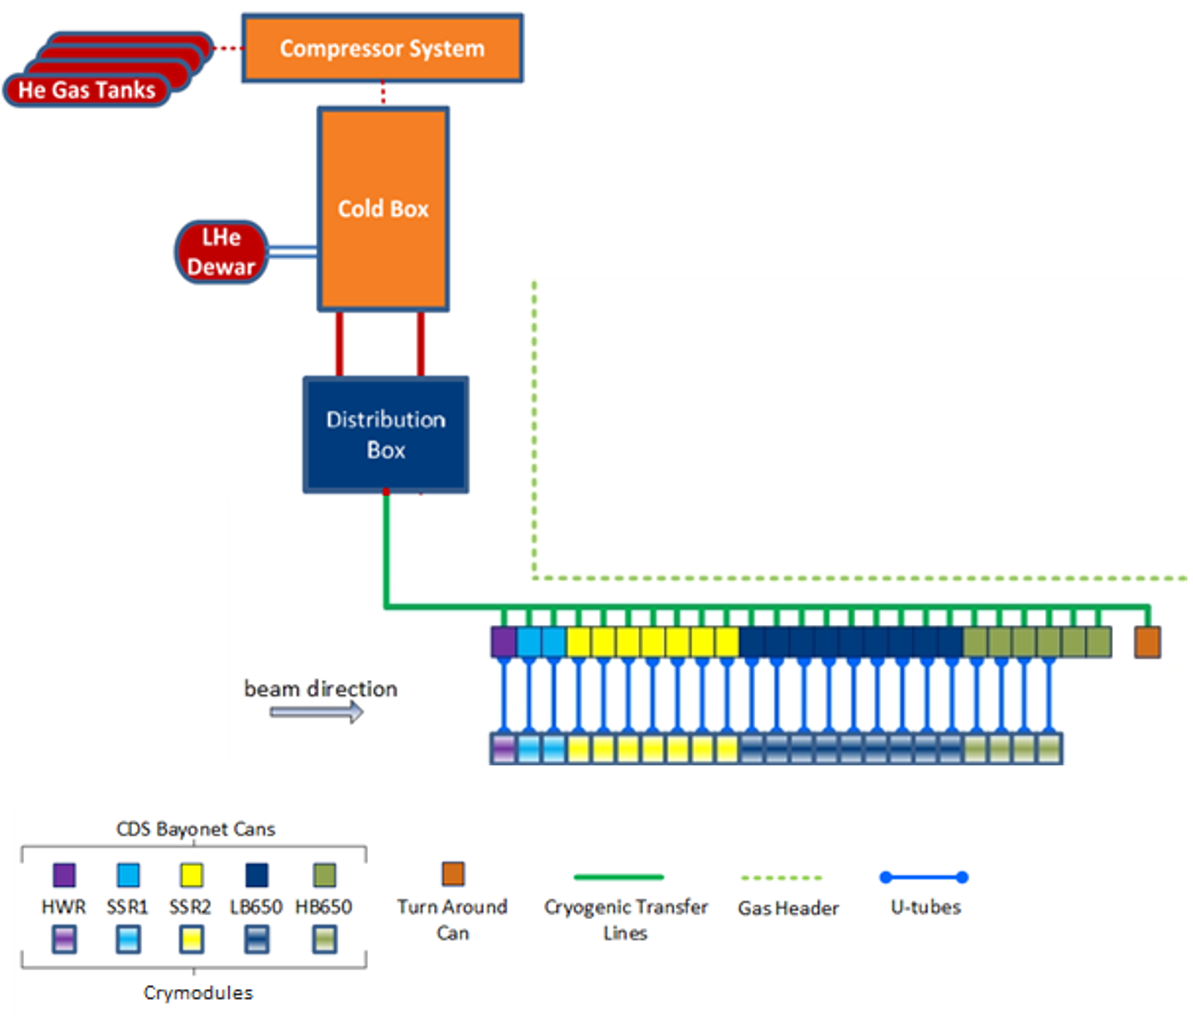 Compressor System
He Gas Tanks
Cold Box
LHe
Dewar
Distribution
Box
beam direction
CDS Bayonet Cans
HWR SSR1 SSR2 LB650 HB650
Crymodules
Turn Around
Can
Cryogenic Transfer
Lines
Gas Header
U-tubes